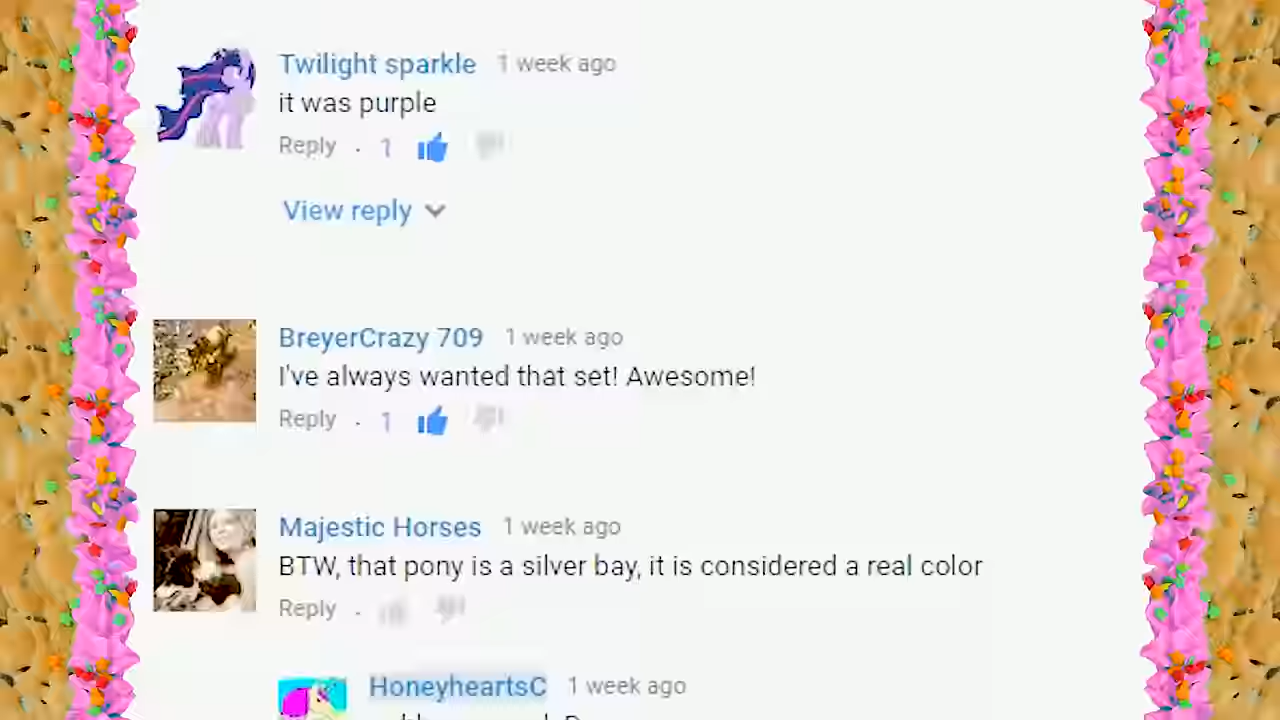 Twilight sparkle 1 week ago
it was purple
Reply . 1
View reply
BreyerCrazy 709 1 week ago
I've always wanted that set! Awesome!
Reply . 1
Majestic Horses 1 week ago
BTW, that pony is a silver bay, it is considered a real color
Reply .
HoneyheartsC 1 week ago